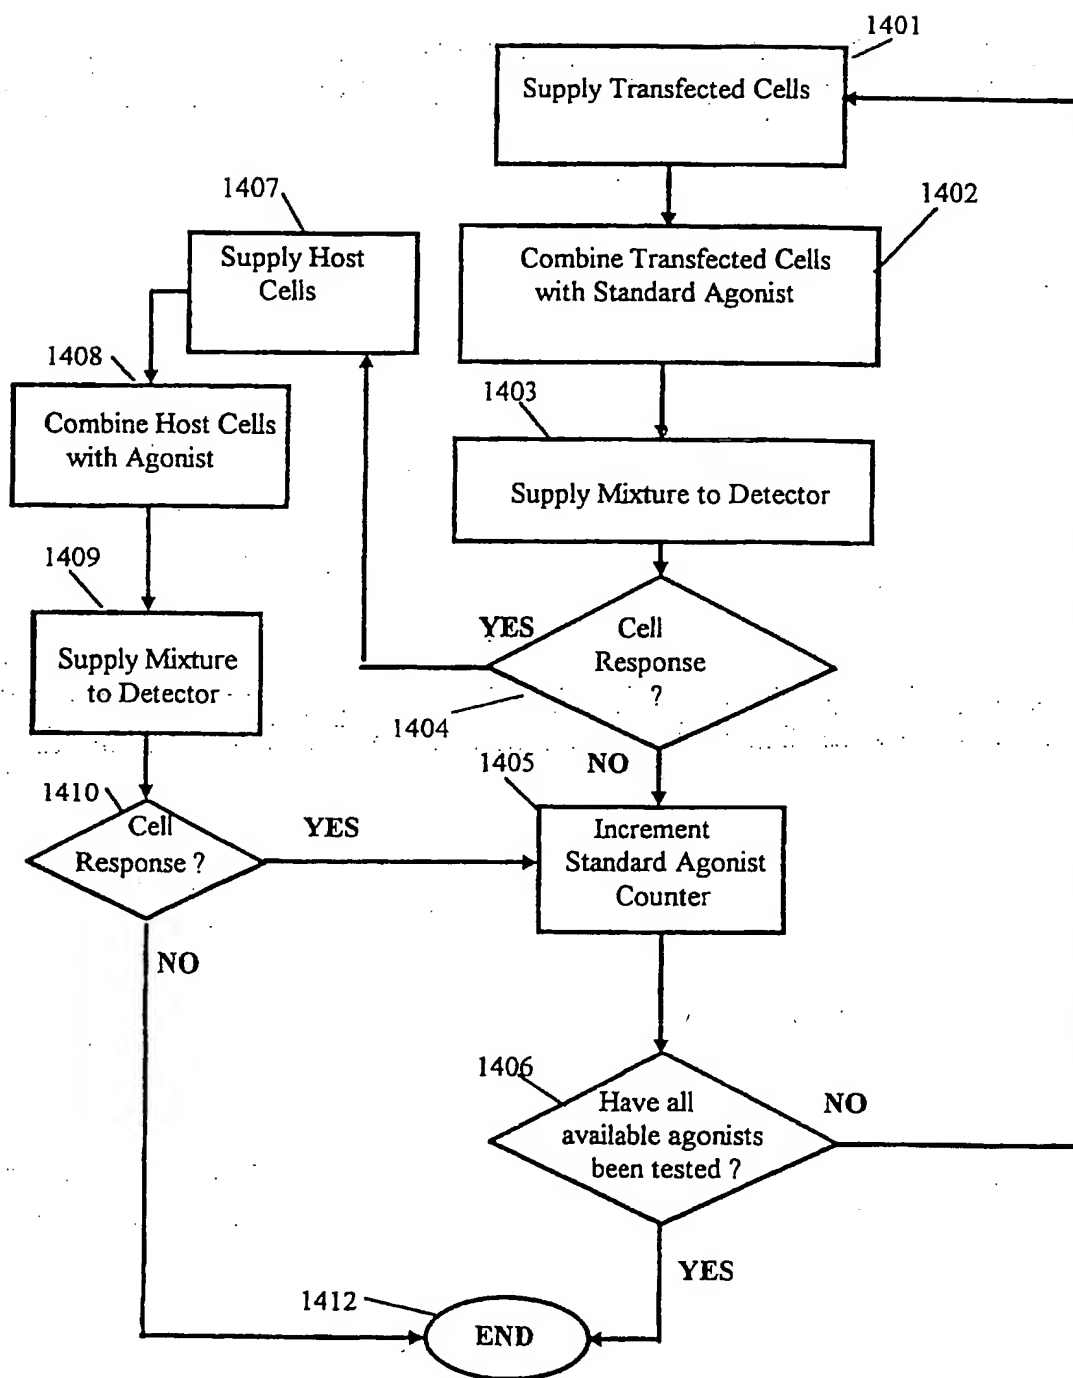 1401
Supply Transfected Cells
1402
Combine Transfected Cells
with Standard Agonist
1407
Supply Host
Cells
1408
Combine Host Cells
with Agonist
1403
Supply Mixture to Detector
1409
Supply Mixture
to Detector
YES
Cell
Response
?
1404
NO
1410
Cell
Response ?
YES
NO
1405
Increment
Standard Agonist
Counter
1406
Have all
available agonists
been tested ?
NO
YES
1412
END